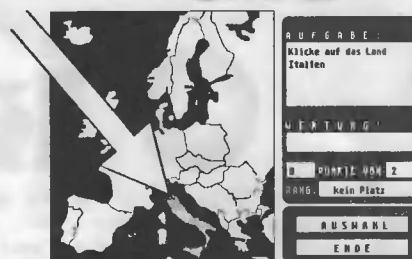 AUFGABE:
Klicke auf das Land
Italien
WERTUNG:
0 PUNKTE VON 2
RANG. kein Platz
AUSWAHL
ENDE